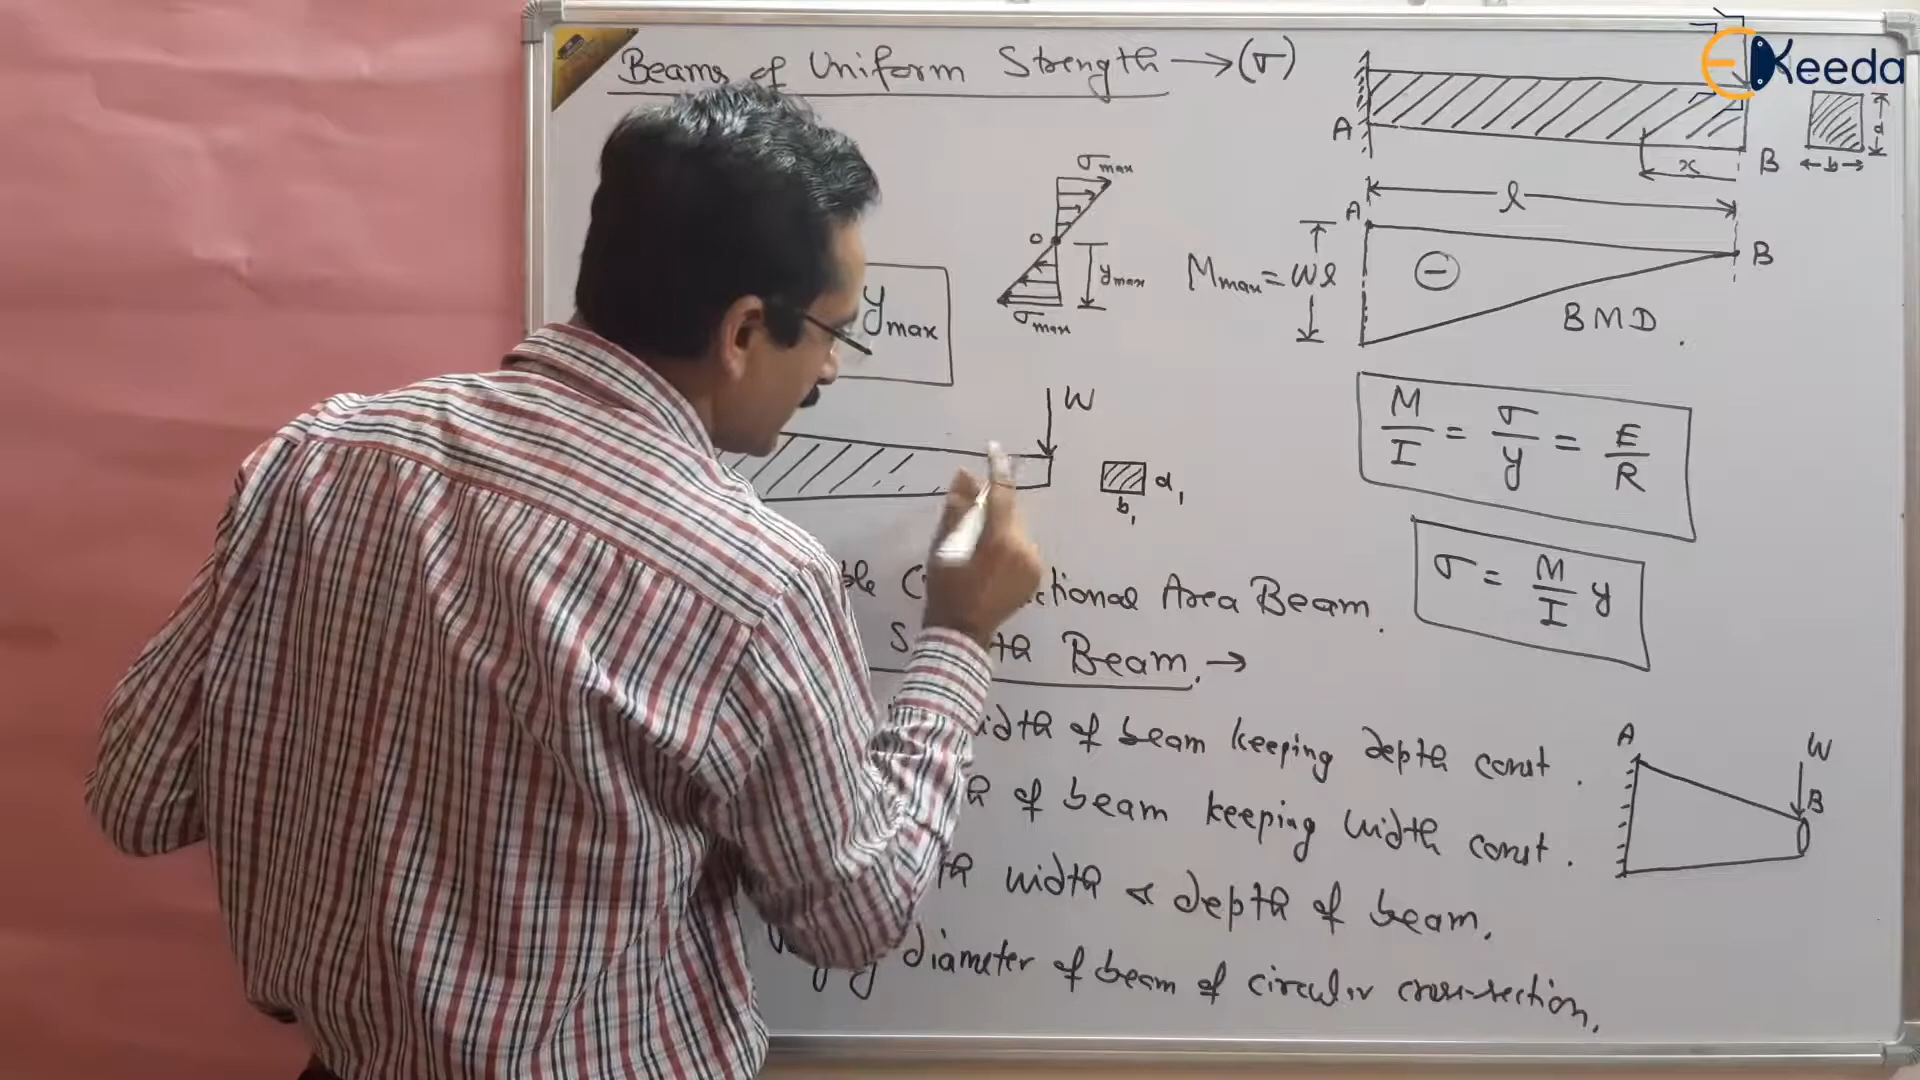 Beams of Uniform Strength → (σ)
Ekeeda
A
B
x
b
d
l
σmax
O
ymax
σmax
A
B
Mmax = Wl
−
BMD.
ymax
M/I = σ/y = E/R
W
d1
b1
σ = M/I y
ctional Area Beam.
Beam. →
idth of beam keeping depth const.
of beam keeping width const.
width & depth of beam.
diameter of beam of circular cross-section.
A
W
B